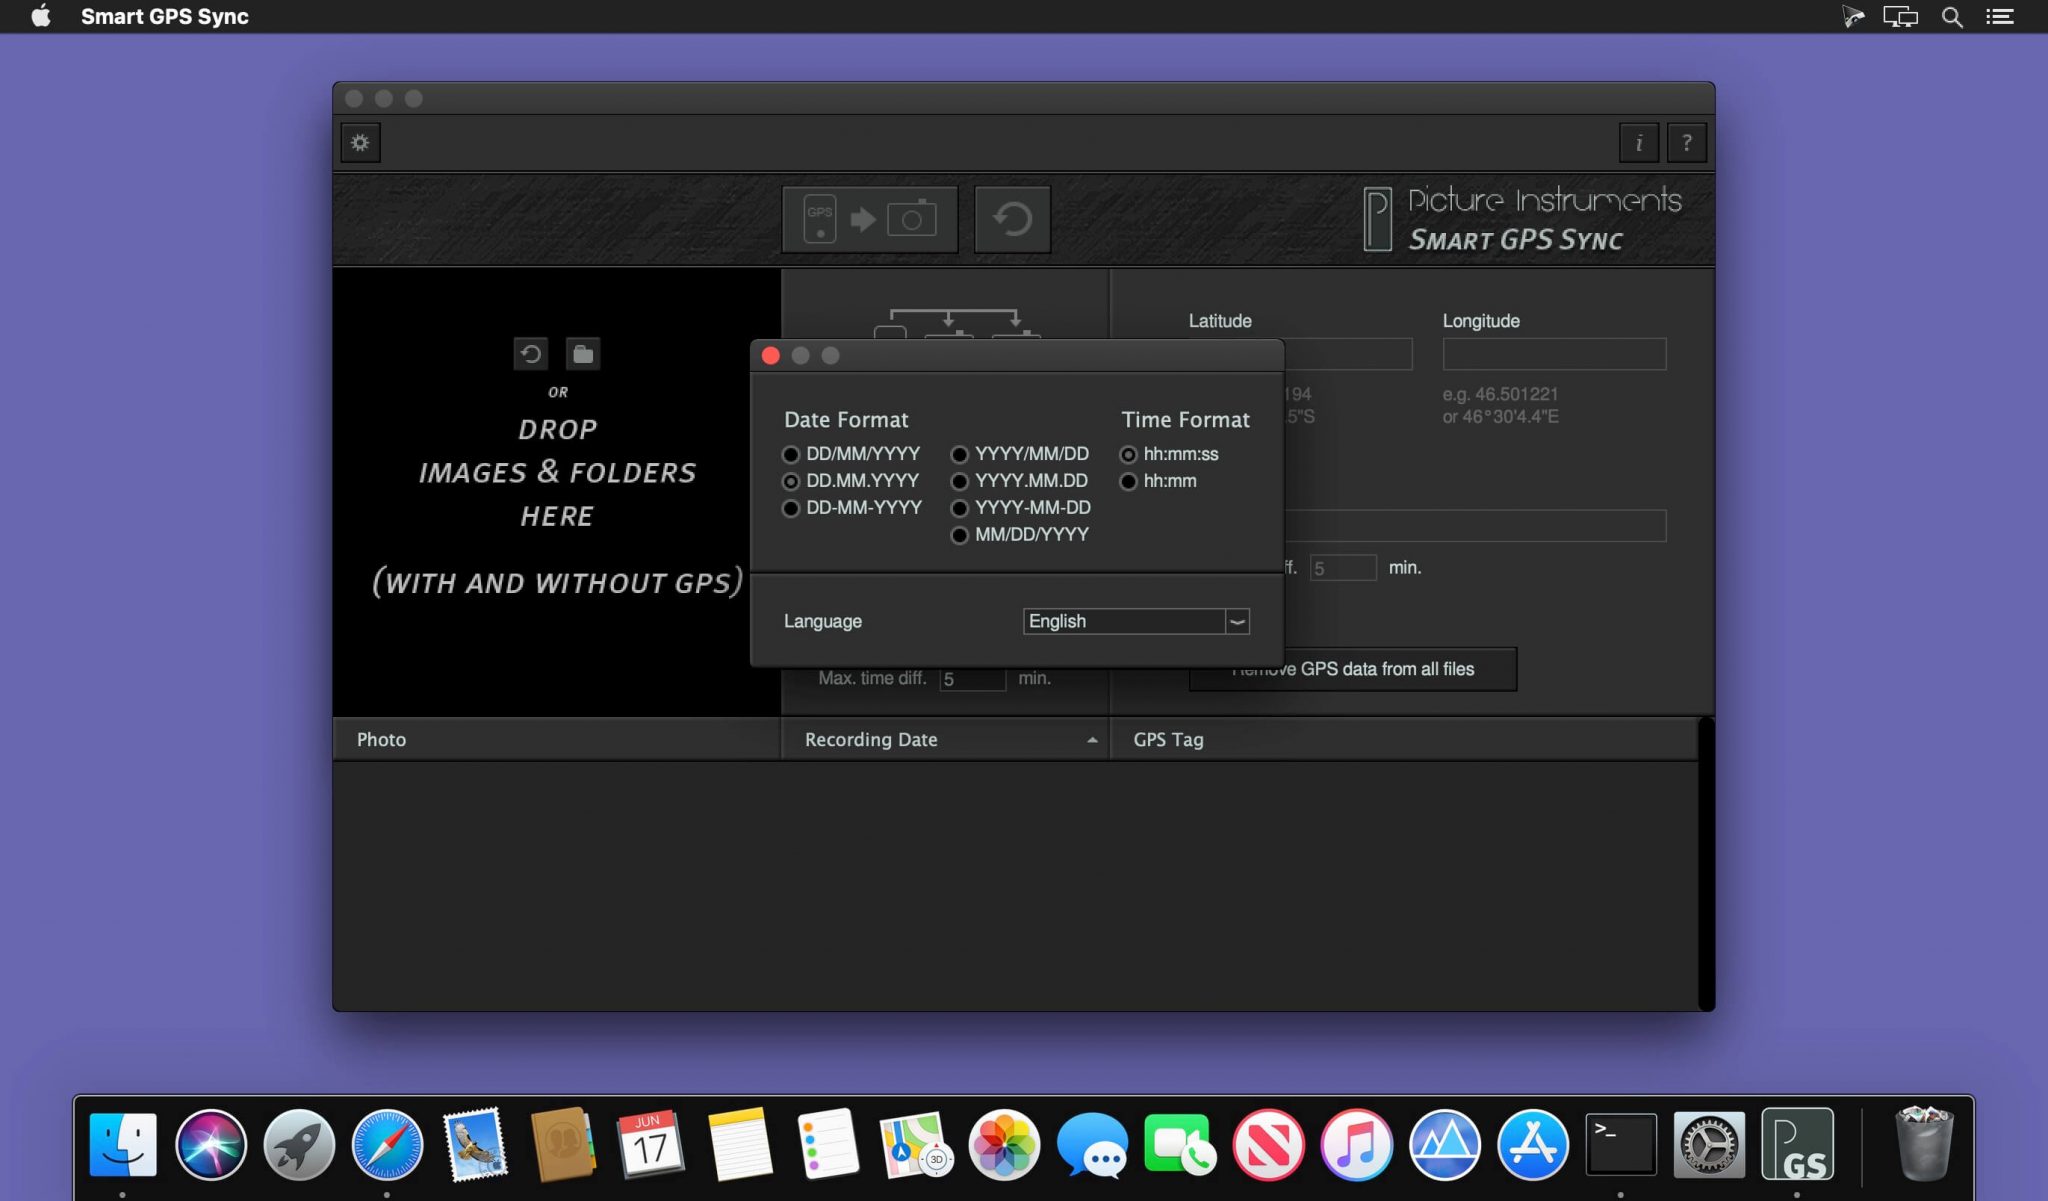 Smart GPS Sync
i ?
GPS
Picture Instruments
SMART GPS SYNC
OR
DROP
IMAGES & FOLDERS
HERE
(WITH AND WITHOUT GPS)
Latitude
Longitude
194
5"S
e.g. 46.501221
or 46°30'4.4"E
Date Format
DD/MM/YYYY
DD.MM.YYYY
DD-MM-YYYY
YYYY/MM/DD
YYYY.MM.DD
YYYY-MM-DD
MM/DD/YYYY
Time Format
hh:mm:ss
hh:mm
Language
English
ff. 5 min.
Max. time diff. 5 min.
Remove GPS data from all files
Photo
Recording Date
GPS Tag
JUN
17
3D
>_
P
GS